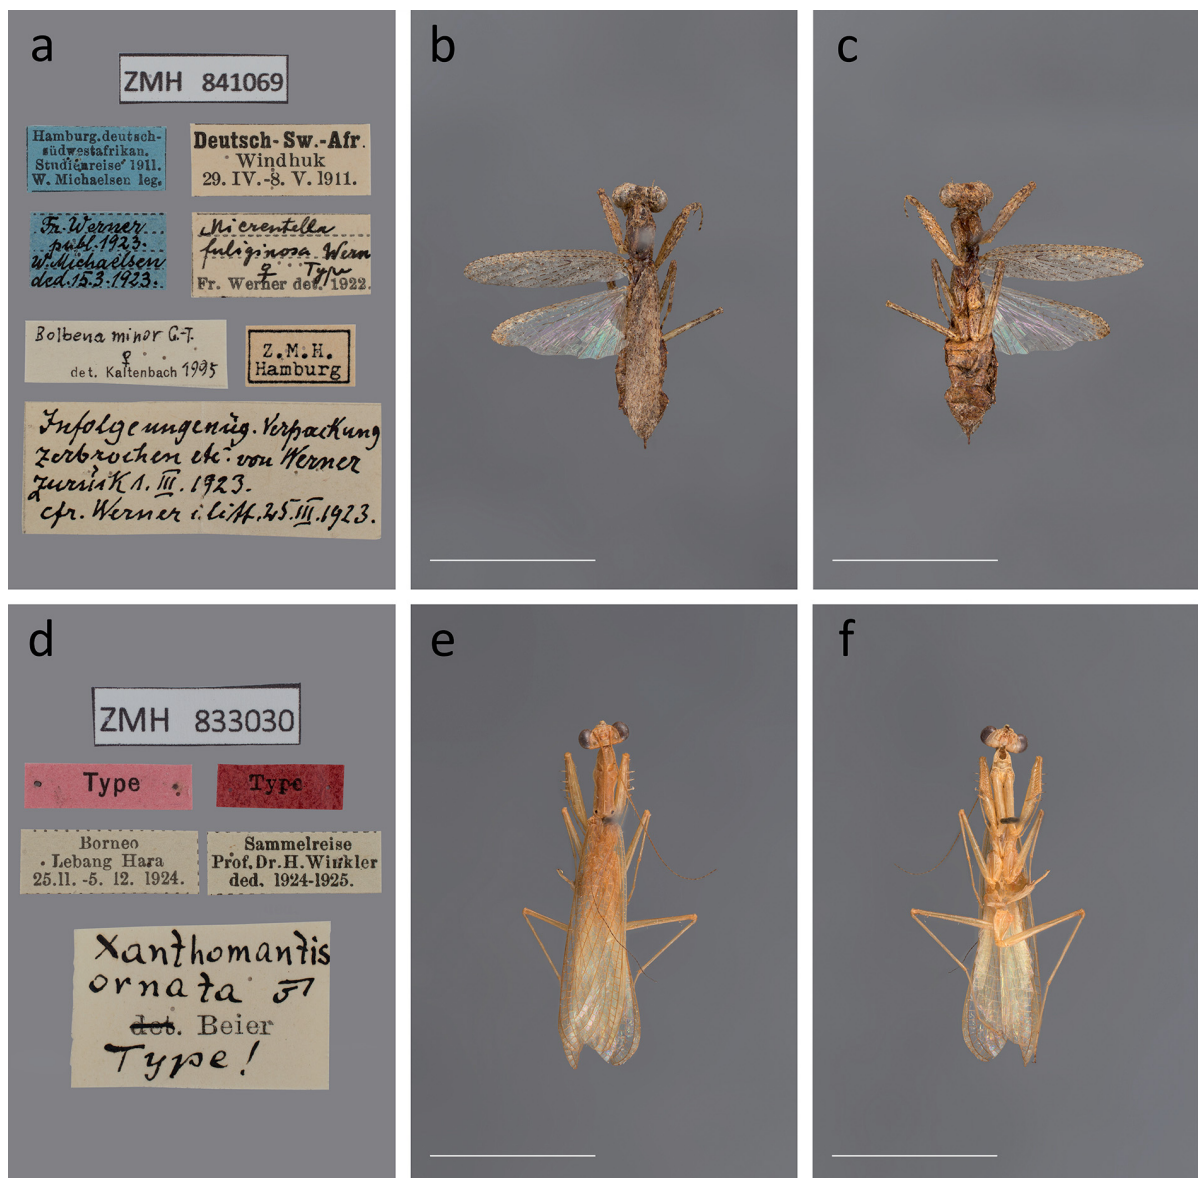 a
ZMH 841069
Hamburg. deutsch-
südwestafrikan.
Studienreise 1911.
W. Michaelsen leg.
Deutsch-Sw.-Afr.
Windhuk
29. IV.-8. V. 1911.
Fr. Werner
publ. 1923.
W. Michaelsen
ded. 15.3.1923.
Micrentella
fuliginosa Wern
♀ Type
Fr. Werner det. 1922.
Bolbena minor G.-T.
♀
det. Kaltenbach 1995
Z.M.H.
Hamburg
Infolge ungenüg. Verpackung
zerbrochen etc. von Werner
zurück 1. III. 1923.
cfr. Werner i. litt. 25. III. 1923.
b
c
d
ZMH 833030
Type
Type
Borneo
Lebang Hara
25.11. -5. 12. 1924.
Sammelreise
Prof. Dr. H. Winkler
ded. 1924-1925.
Xanthomantis
ornata ♂
det. Beier
Type!
e
f